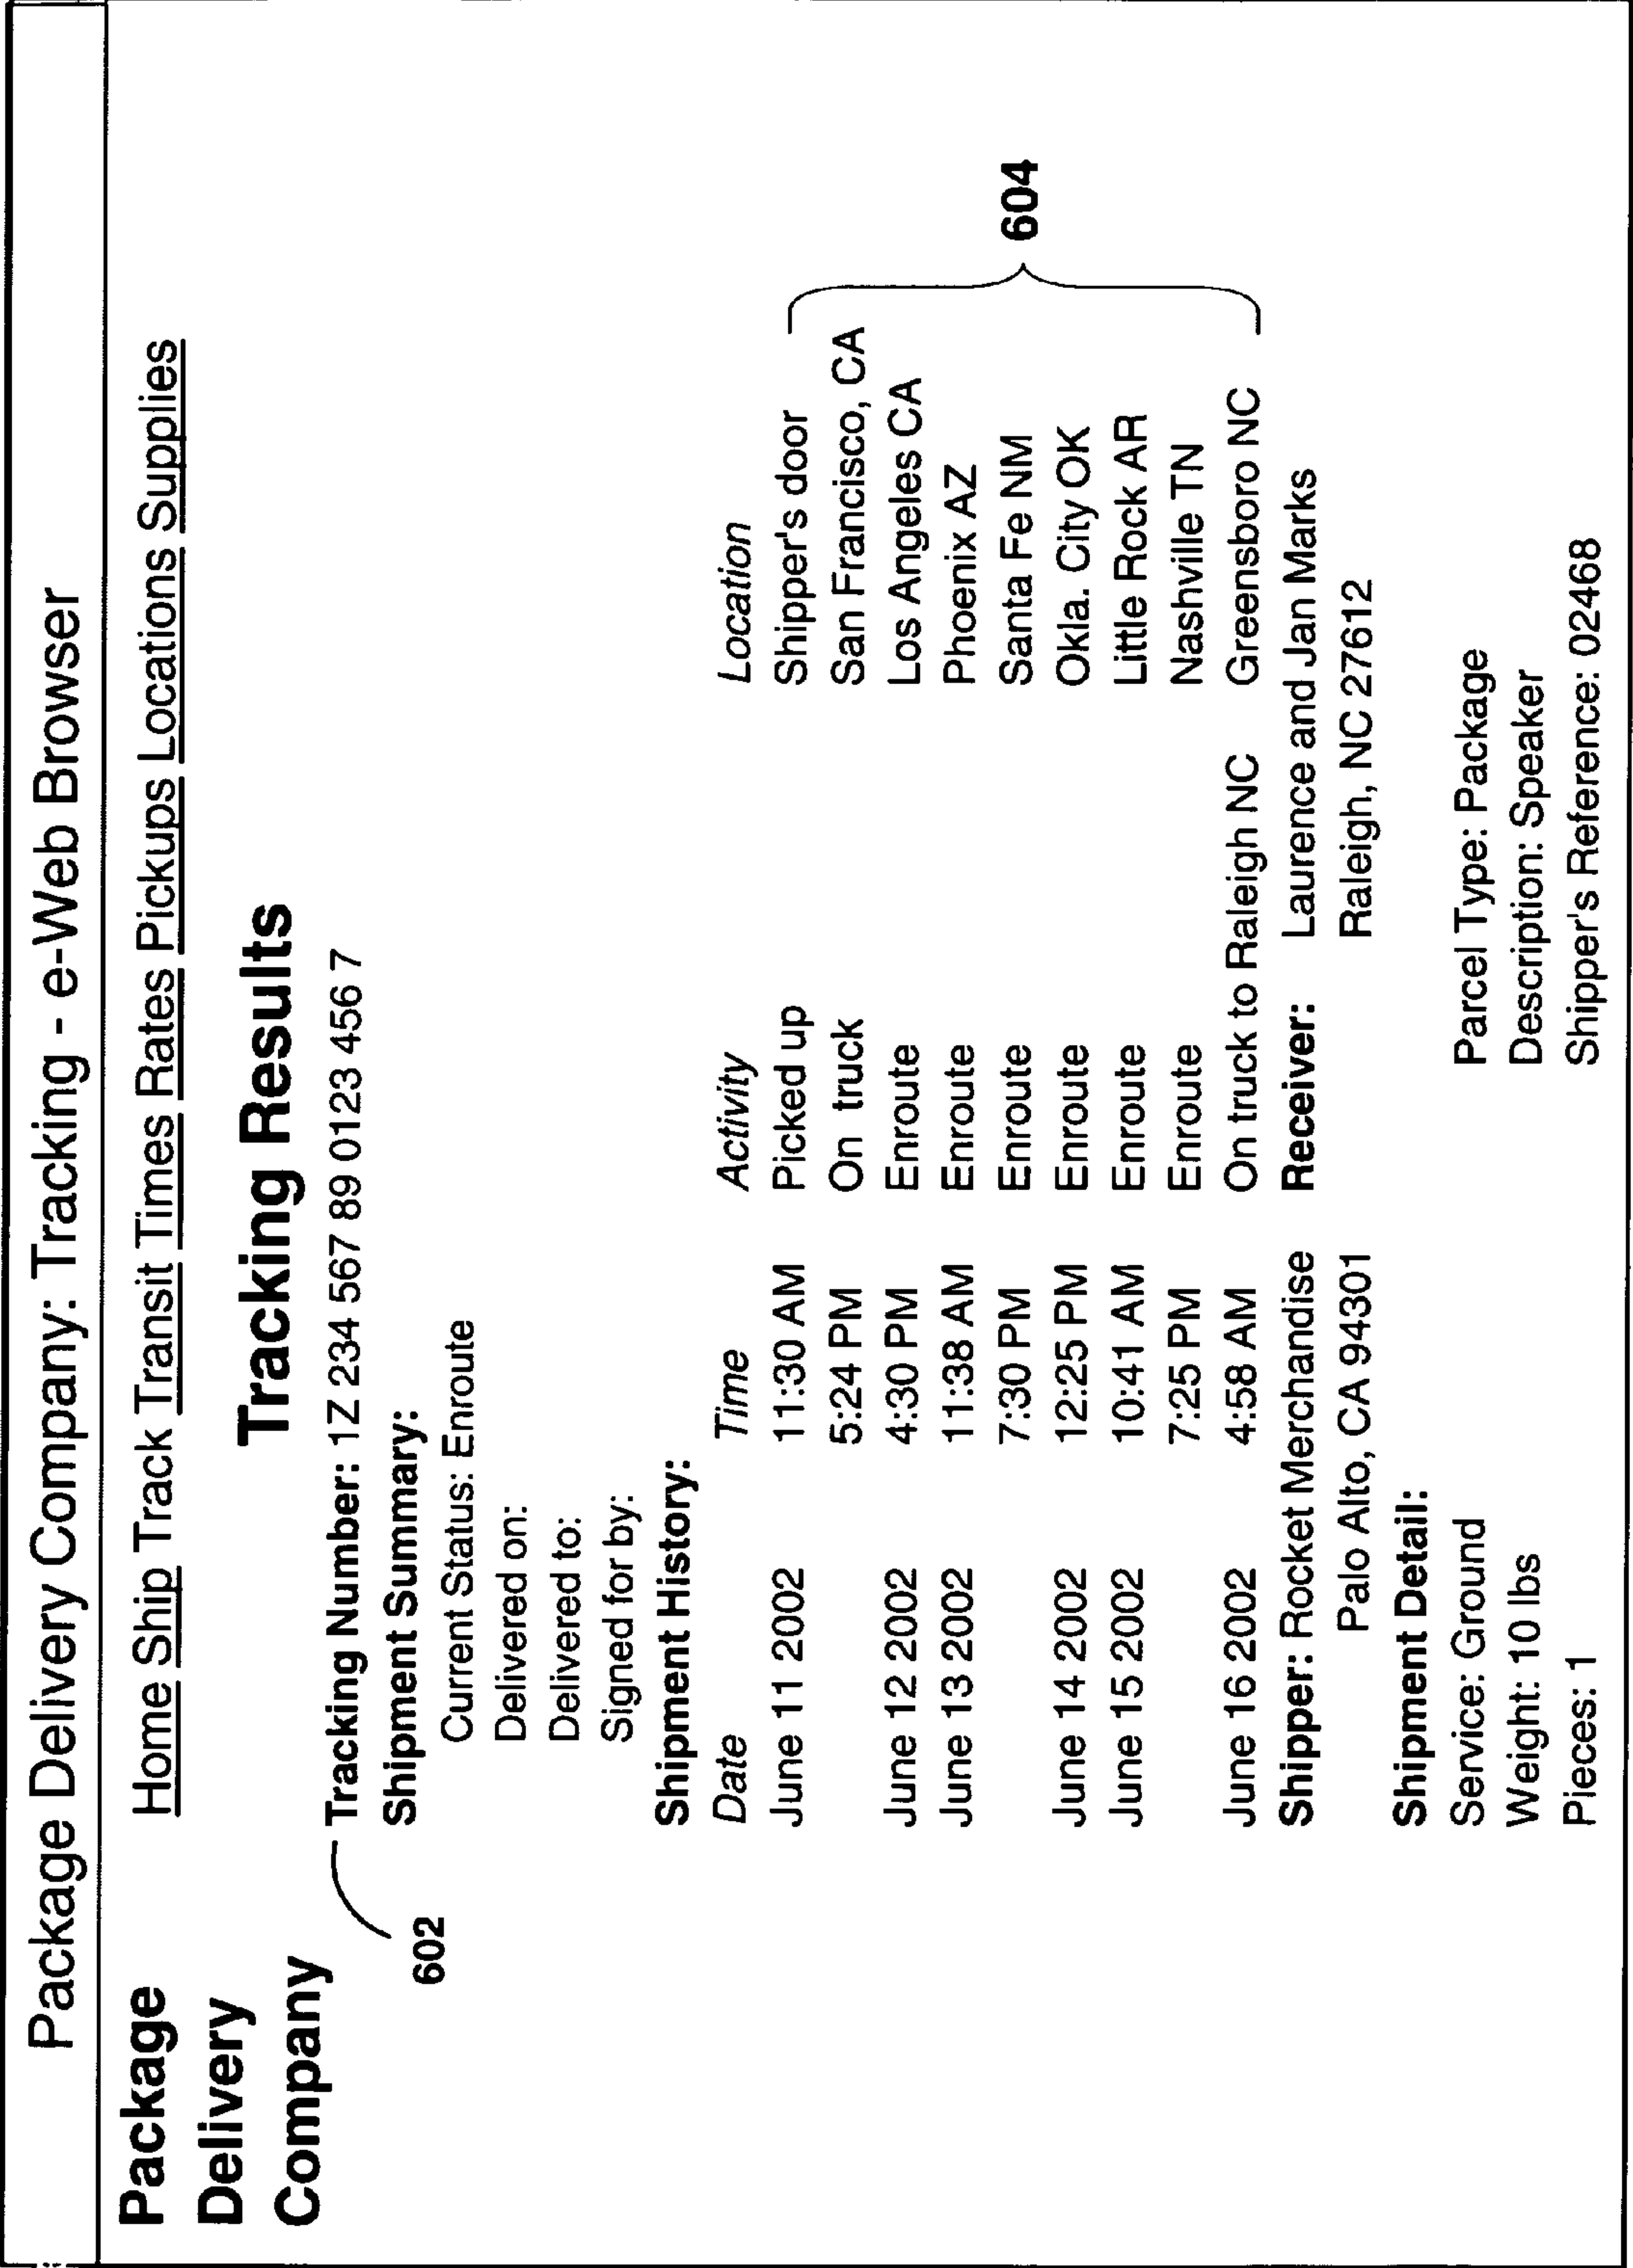 Package Delivery Company: Tracking - e-Web Browser
Package
Delivery
Company
Home Ship Track Transit Times Rates Pickups Locations Supplies
Tracking Results
602
Tracking Number: 1Z 234 567 89 0123 456 7
Shipment Summary:
Current Status: Enroute
Delivered on:
Delivered to:
Signed for by:
Shipment History:
Date Time Activity Location
June 11 2002 11:30 AM Picked up Shipper's door
5:24 PM On truck San Francisco, CA
June 12 2002 4:30 PM Enroute Los Angeles CA
June 13 2002 11:38 AM Enroute Phoenix AZ
7:30 PM Enroute Santa Fe NM
June 14 2002 12:25 PM Enroute Okla. City OK
June 15 2002 10:41 AM Enroute Little Rock AR
7:25 PM Enroute Nashville TN
June 16 2002 4:58 AM On truck to Raleigh NC Greensboro NC
604
Shipper: Rocket Merchandise Receiver: Laurence and Jan Marks
Palo Alto, CA 94301 Raleigh, NC 27612
Shipment Detail:
Service: Ground Parcel Type: Package
Weight: 10 lbs Description: Speaker
Pieces: 1 Shipper's Reference: 02468